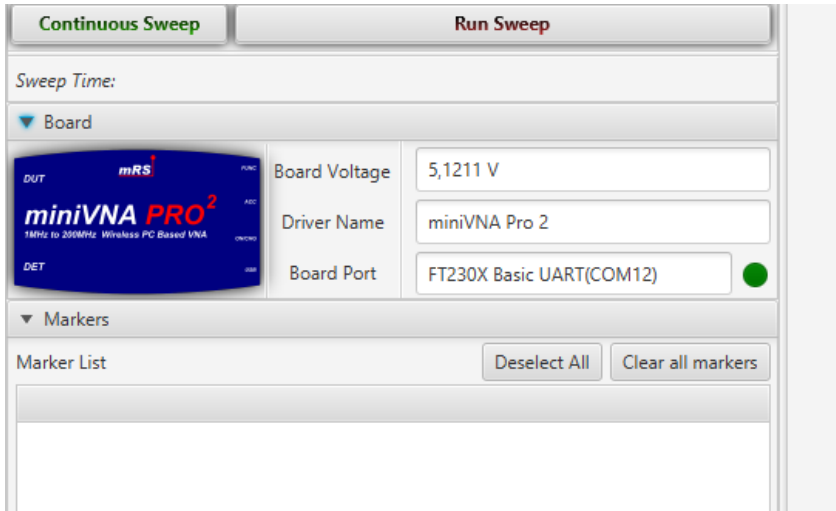 Continuous Sweep
Run Sweep
Sweep Time:
Board
mRS
FUNC
DUT
ACC
miniVNA PRO2
1MHz to 200MHz Wireless PC Based VNA
DET
Board Voltage
5,1211 V
Driver Name
miniVNA Pro 2
Board Port
FT230X Basic UART(COM12)
Markers
Marker List
Deselect All
Clear all markers